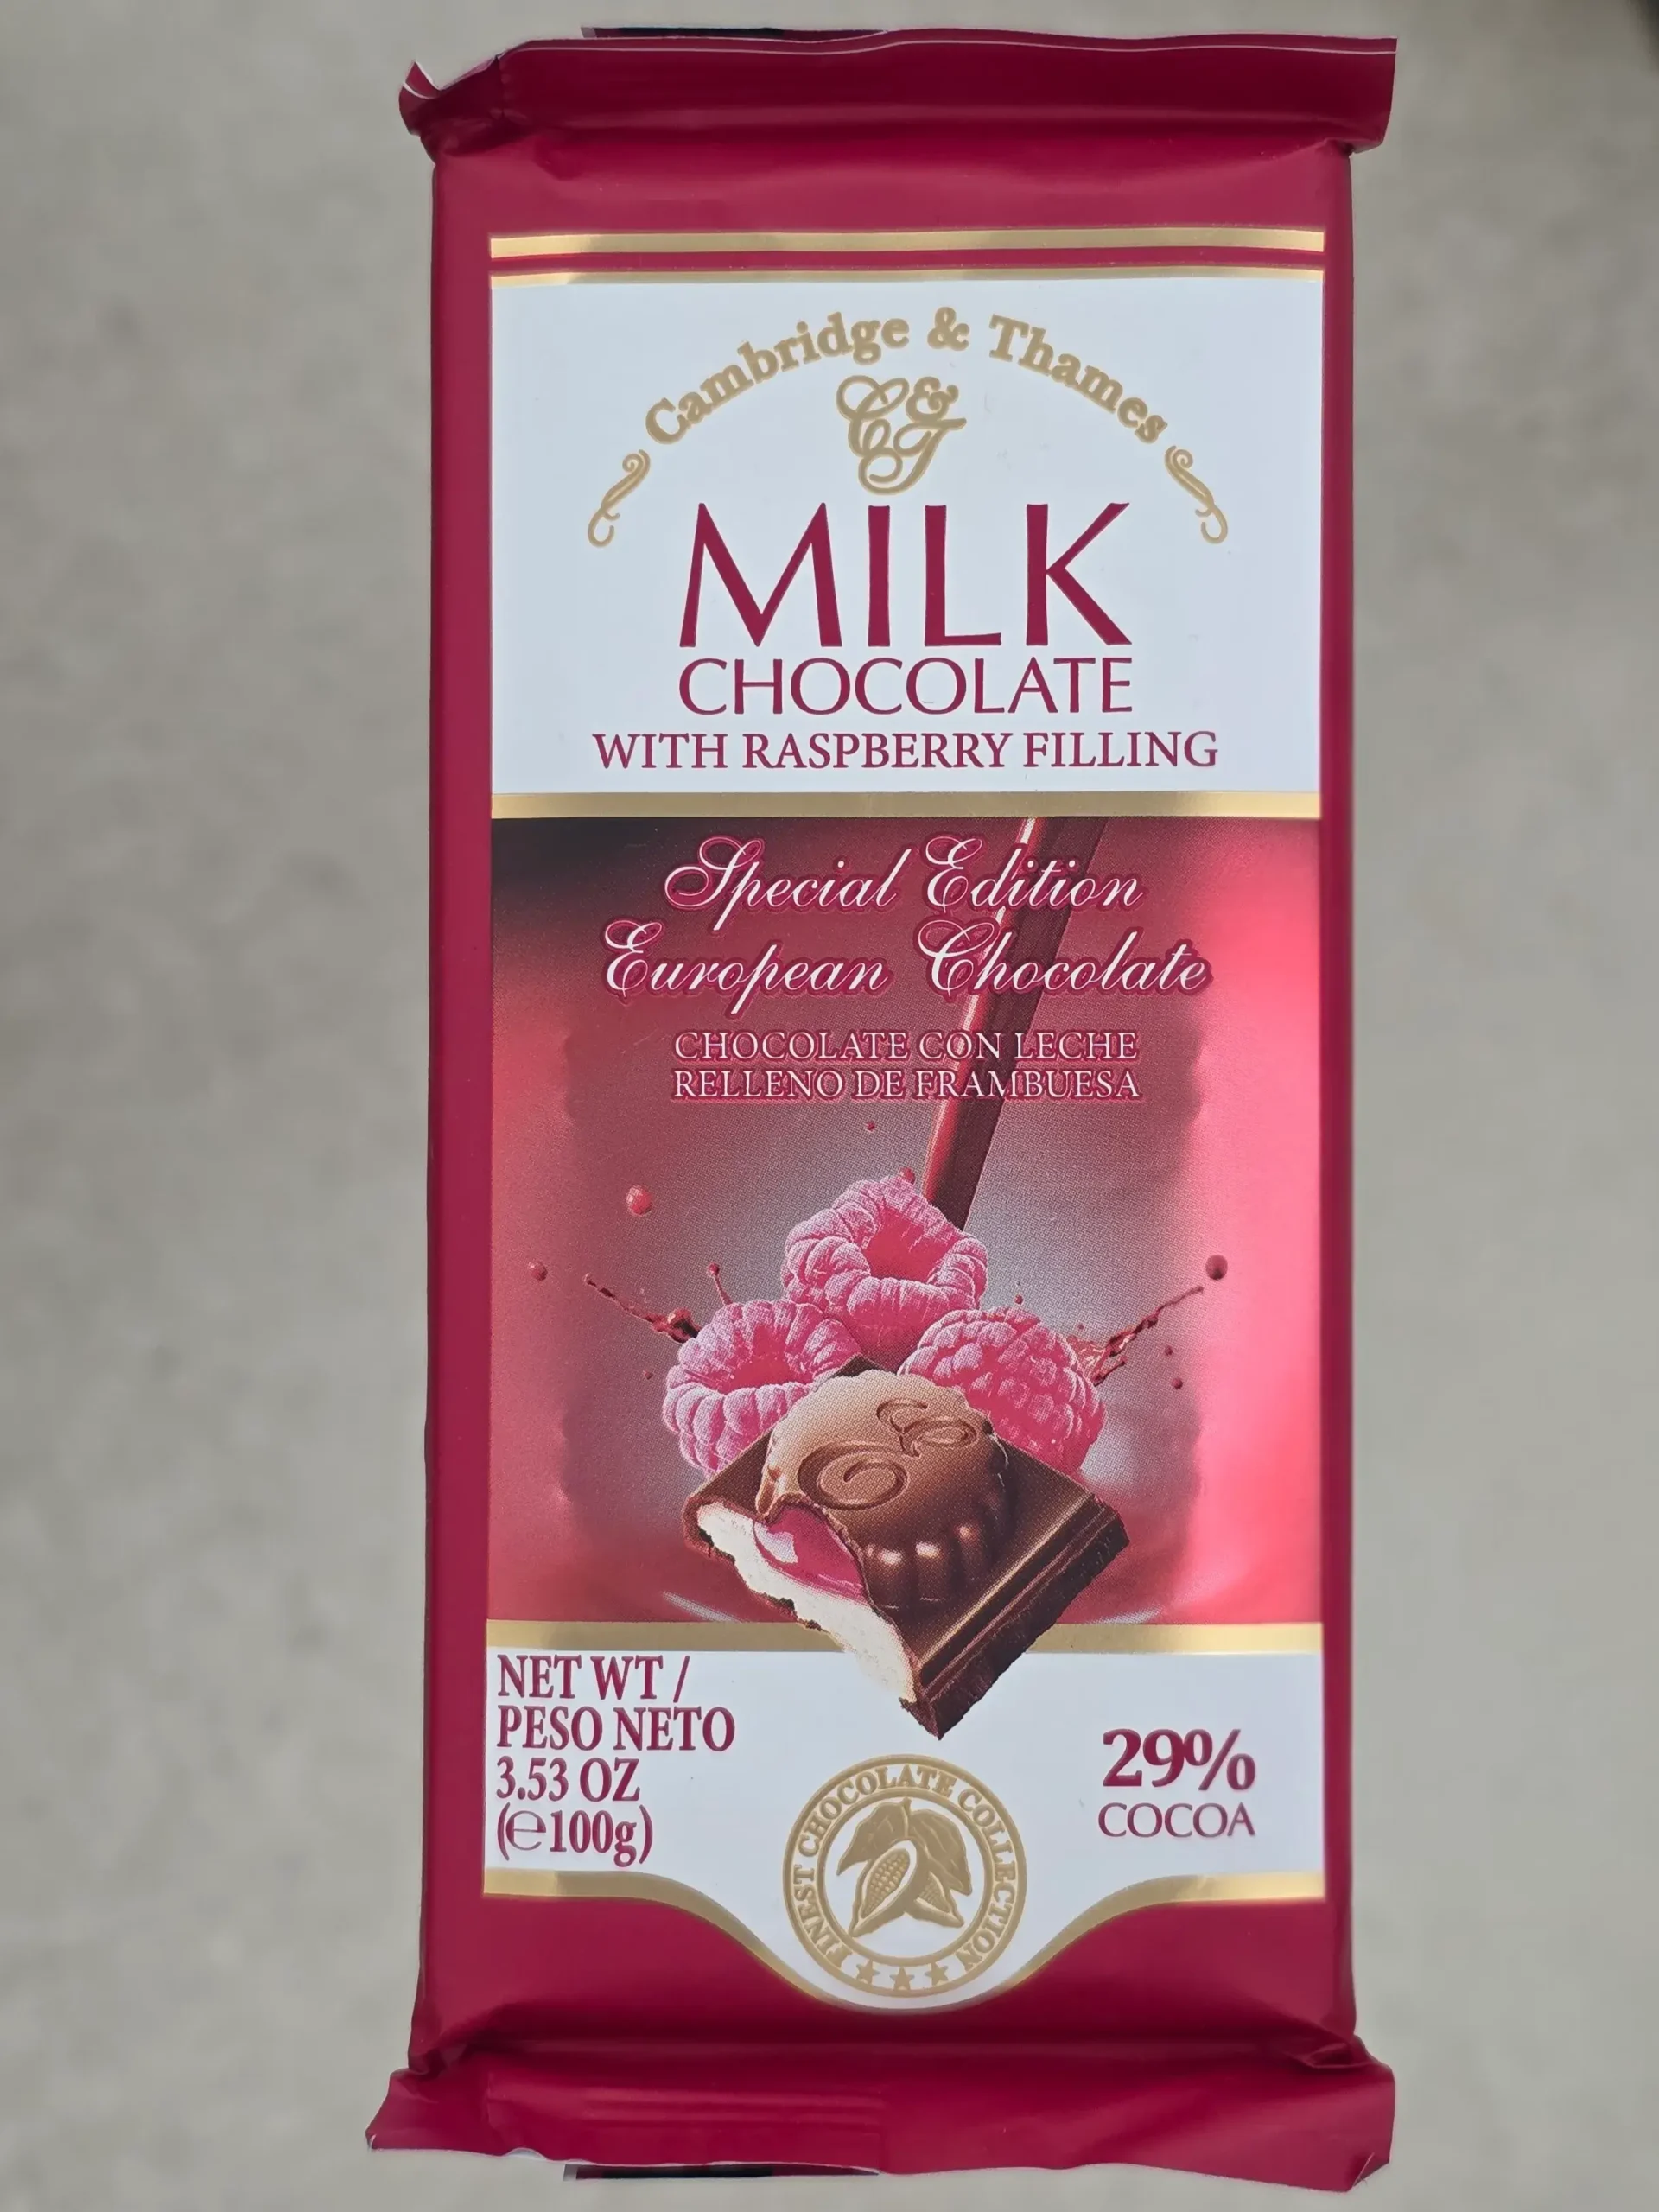 Cambridge & Thames
C&T
MILK
CHOCOLATE
WITH RASPBERRY FILLING
Special Edition
European Chocolate
CHOCOLATE CON LECHE
RELLENO DE FRAMBUESA
NET WT /
PESO NETO
3.53 OZ
(℮100g)
29%
COCOA
FINEST CHOCOLATE COLLECTION